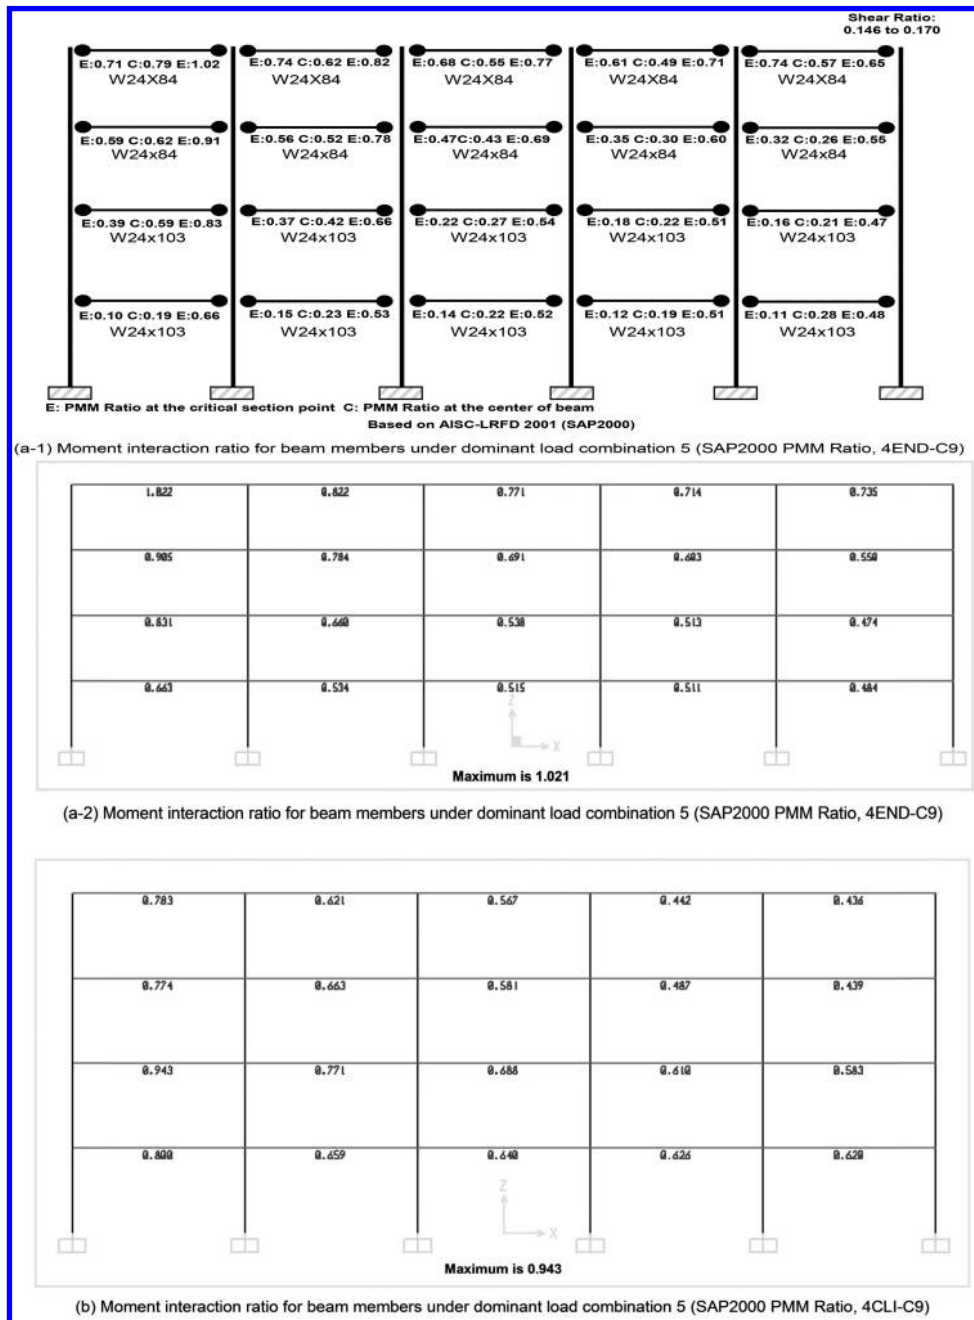 Shear Ratio:
0.146 to 0.170
E:0.71 C:0.79 E:1.02 E:0.74 C:0.62 E:0.82 E:0.68 C:0.55 E:0.77 E:0.61 C:0.49 E:0.71 E:0.74 C:0.57 E:0.65
W24X84 W24X84 W24X84 W24X84 W24X84
E:0.59 C:0.62 E:0.91 E:0.56 C:0.52 E:0.78 E:0.47C:0.43 E:0.69 E:0.35 C:0.30 E:0.60 E:0.32 C:0.26 E:0.55
W24x84 W24x84 W24x84 W24x84 W24x84
E:0.39 C:0.59 E:0.83 E:0.37 C:0.42 E:0.66 E:0.22 C:0.27 E:0.54 E:0.18 C:0.22 E:0.51 E:0.16 C:0.21 E:0.47
W24x103 W24x103 W24x103 W24x103 W24x103
E:0.10 C:0.19 E:0.66 E:0.15 C:0.23 E:0.53 E:0.14 C:0.22 E:0.52 E:0.12 C:0.19 E:0.51 E:0.11 C:0.28 E:0.48
W24x103 W24x103 W24x103 W24x103 W24x103
E: PMM Ratio at the critical section point C: PMM Ratio at the center of beam
Based on AISC-LRFD 2001 (SAP2000)
(a-1) Moment interaction ratio for beam members under dominant load combination 5 (SAP2000 PMM Ratio, 4END-C9)
0.822 0.771 0.714 0.735
0.905 0.784 0.691 0.603 0.550
0.831 0.660 0.538 0.513 0.474
0.663 0.534 0.515 0.511 0.484
Z
X
Maximum is 1.021
(a-2) Moment interaction ratio for beam members under dominant load combination 5 (SAP2000 PMM Ratio, 4END-C9)
0.783 0.621 0.567 0.442 0.436
0.774 0.663 0.581 0.487 0.439
0.943 0.771 0.688 0.610 0.583
0.800 0.659 0.640 0.626 0.620
Z
X
Maximum is 0.943
(b) Moment interaction ratio for beam members under dominant load combination 5 (SAP2000 PMM Ratio, 4CLI-C9)